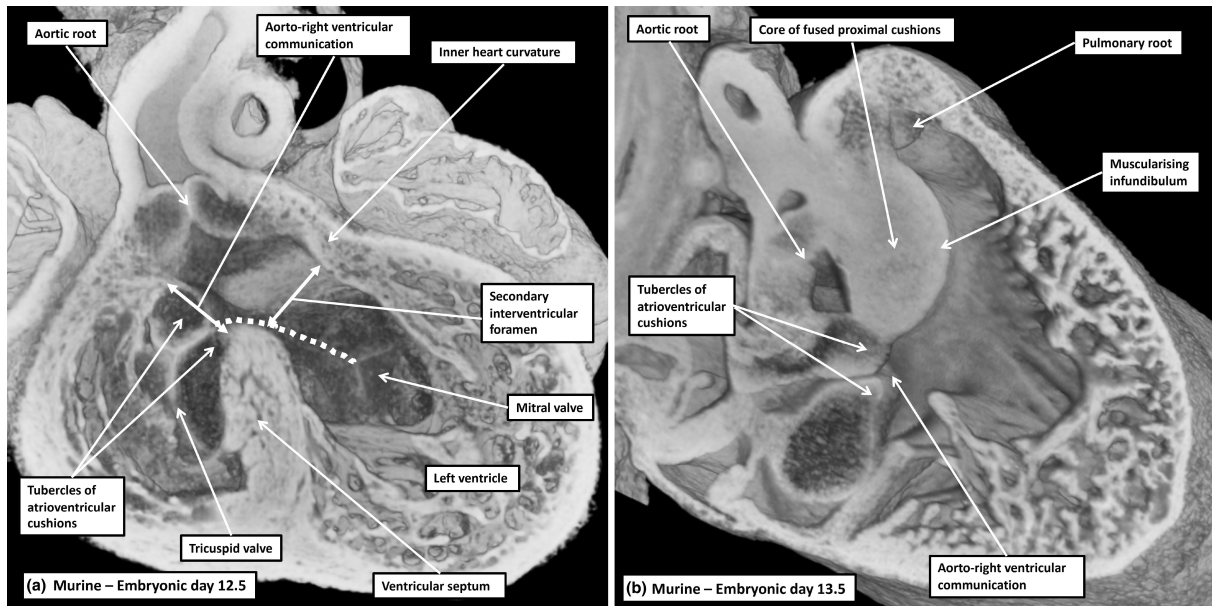 Aortic root
Aorto-right ventricular
communication
Inner heart curvature
Secondary
interventricular
foramen
Mitral valve
Left ventricle
Tubercles of
atrioventricular
cushions
Tricuspid valve
Ventricular septum
(a) Murine – Embryonic day 12.5
Aortic root
Core of fused proximal cushions
Pulmonary root
Muscularising
infundibulum
Tubercles of
atrioventricular
cushions
Aorto-right ventricular
communication
(b) Murine – Embryonic day 13.5